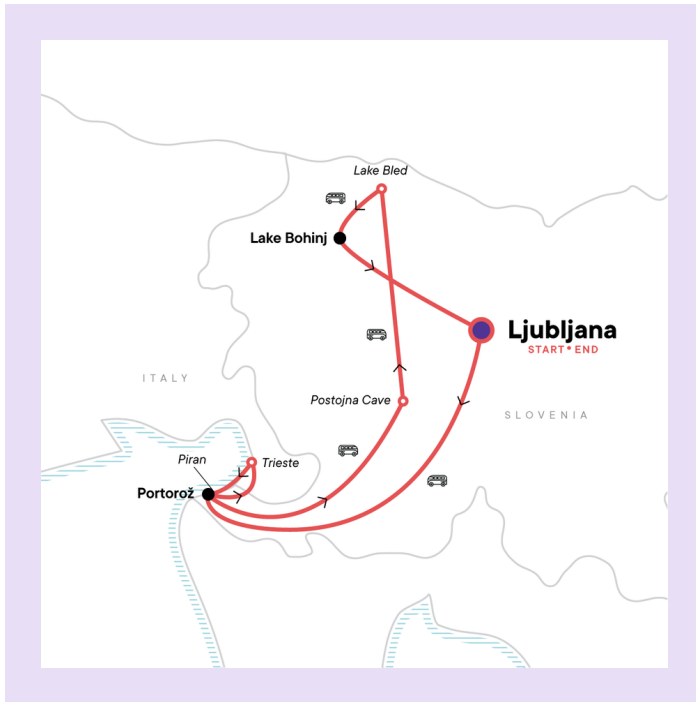 Lake Bled
Lake Bohinj
Ljubljana
START • END
ITALY
Postojna Cave
SLOVENIA
Piran
Trieste
Portorož